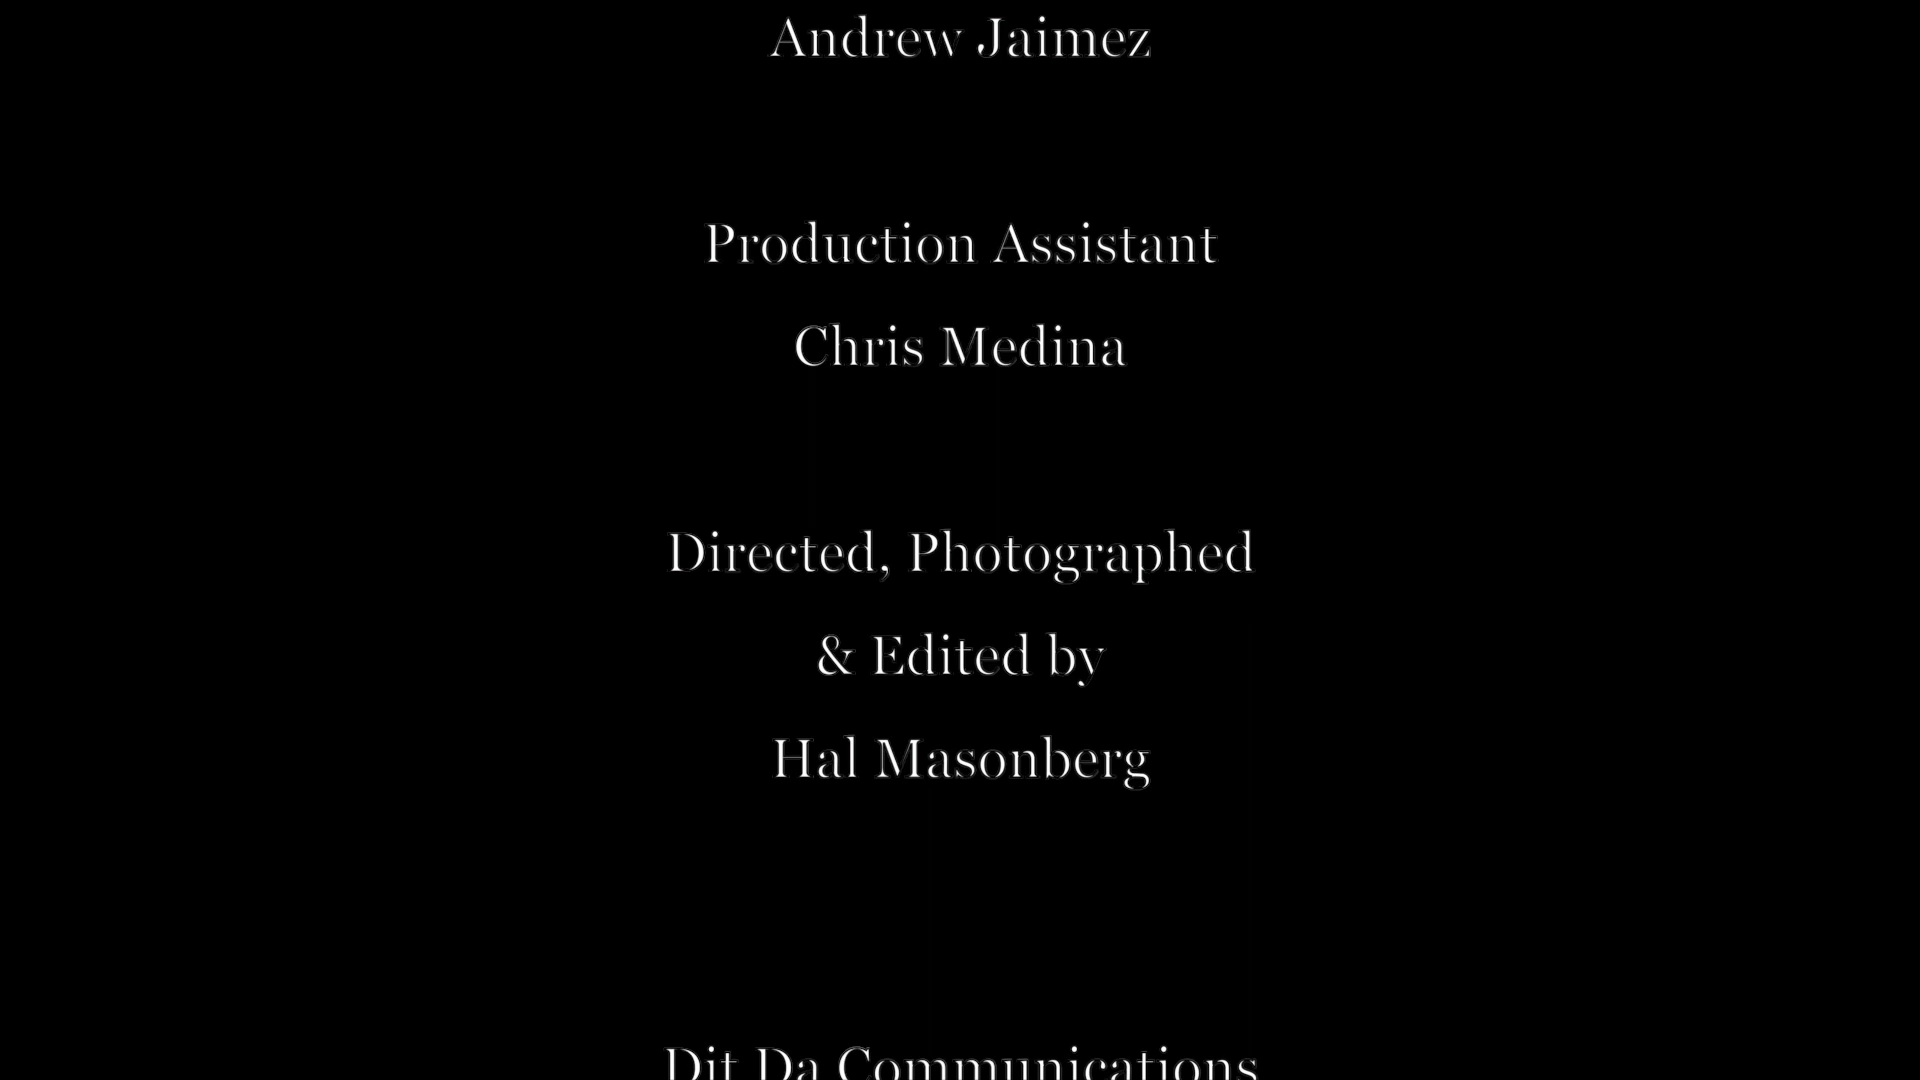 Andrew Jaimez
Production Assistant
Chris Medina
Directed, Photographed
& Edited by
Hal Masonberg
Dit Da Communications